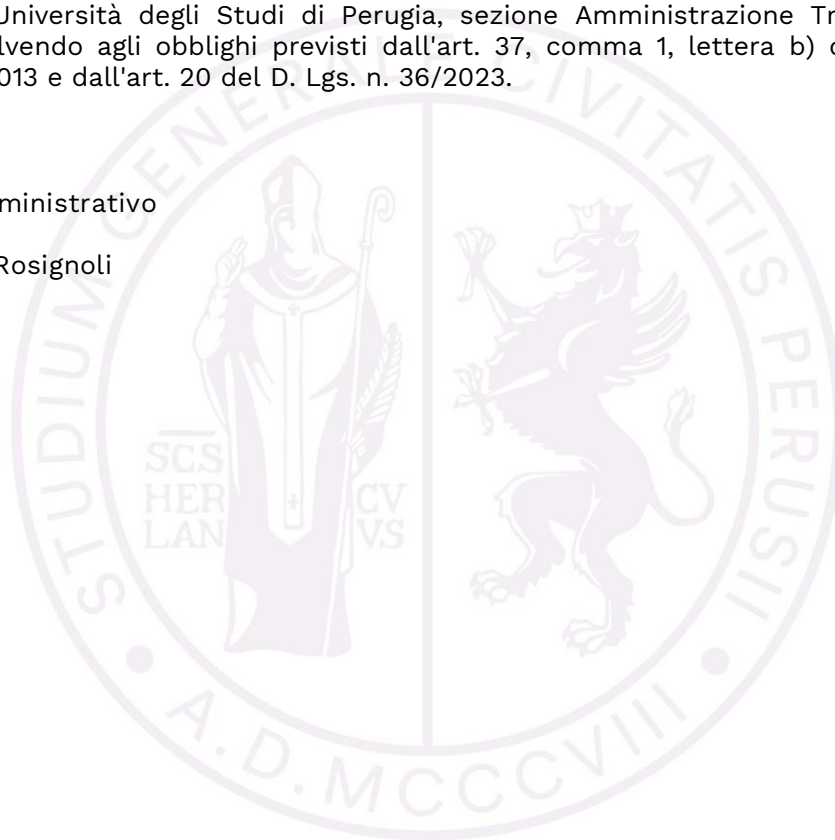 Università degli Studi di Perugia, sezione Amministrazione Tr
lvendo agli obblighi previsti dall'art. 37, comma 1, lettera b)
013 e dall'art. 20 del D. Lgs. n. 36/2023.
ministrativo
Rosignoli
STUDIUM GENERALE CIVITATIS PERUSII
SCS
HER
LAN
CV
VS
A.D. MCCCVIII